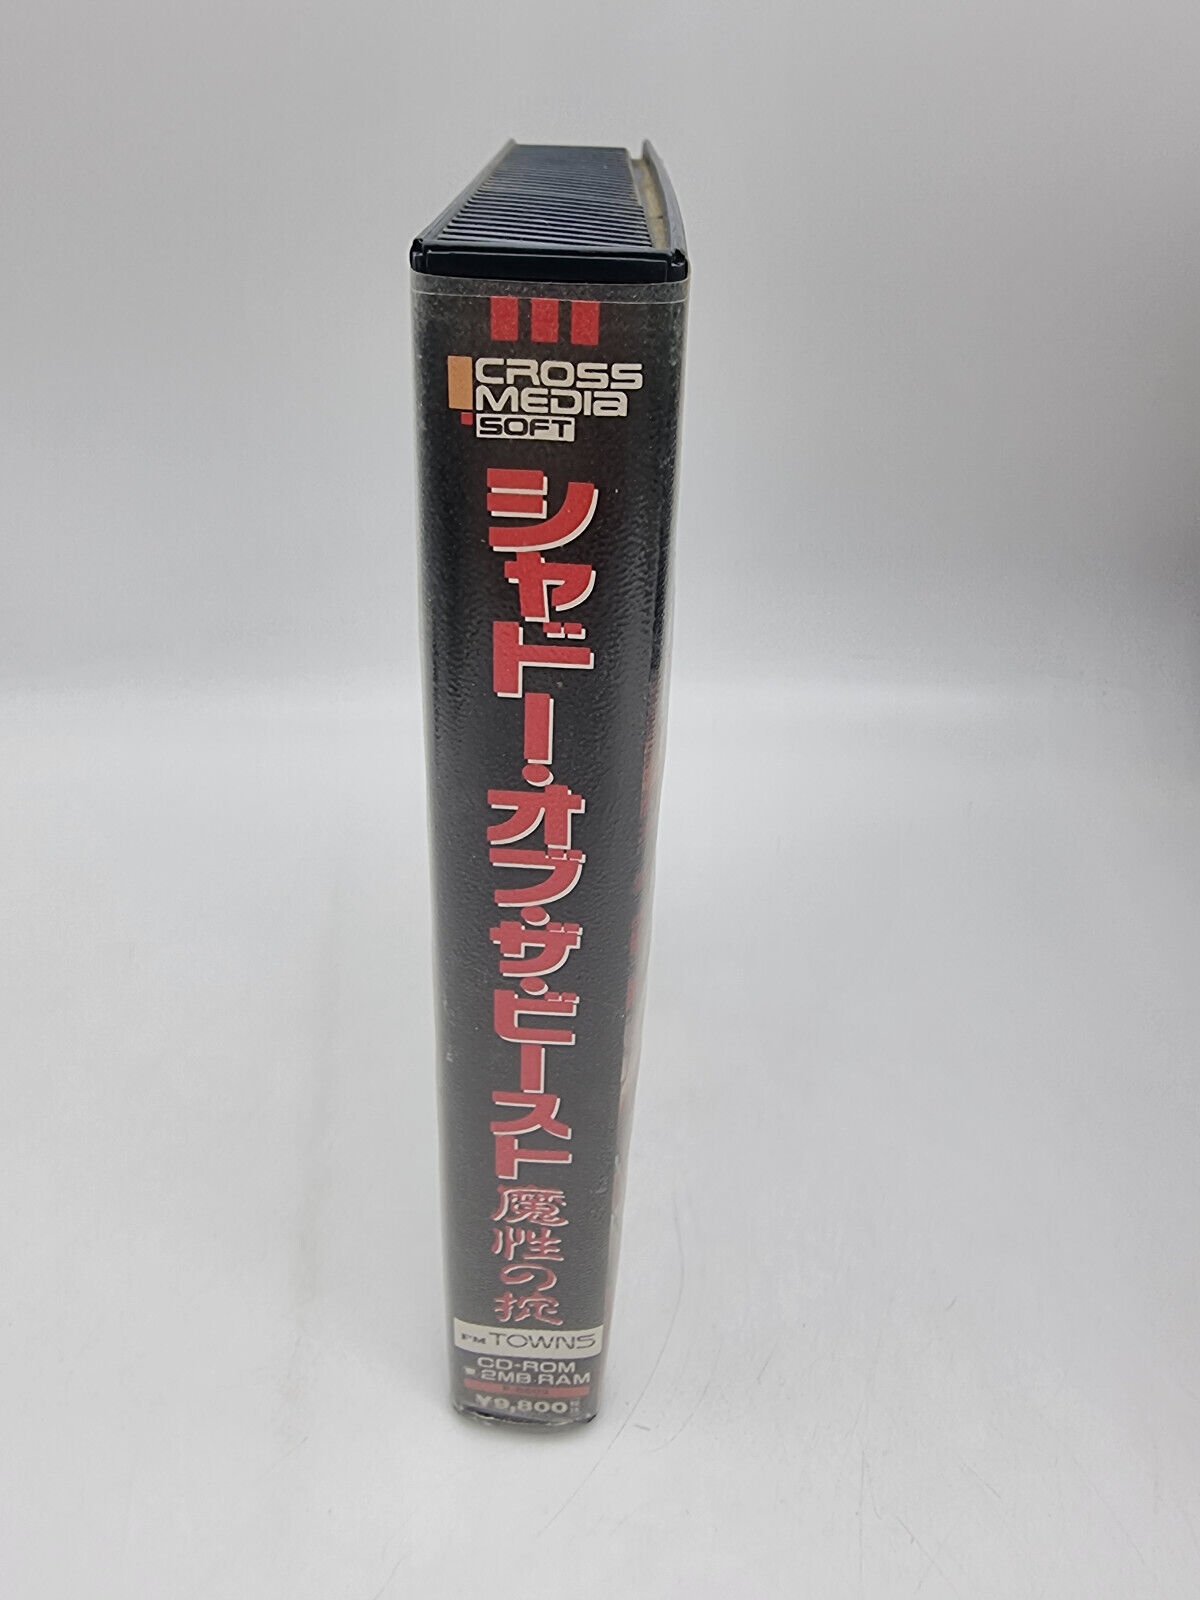 CROSS
MEDIA
SOFT
シャドー・オブ・ザ・ビースト
魔性の掟
FM TOWNS
CD-ROM
2MB・RAM
¥9,800